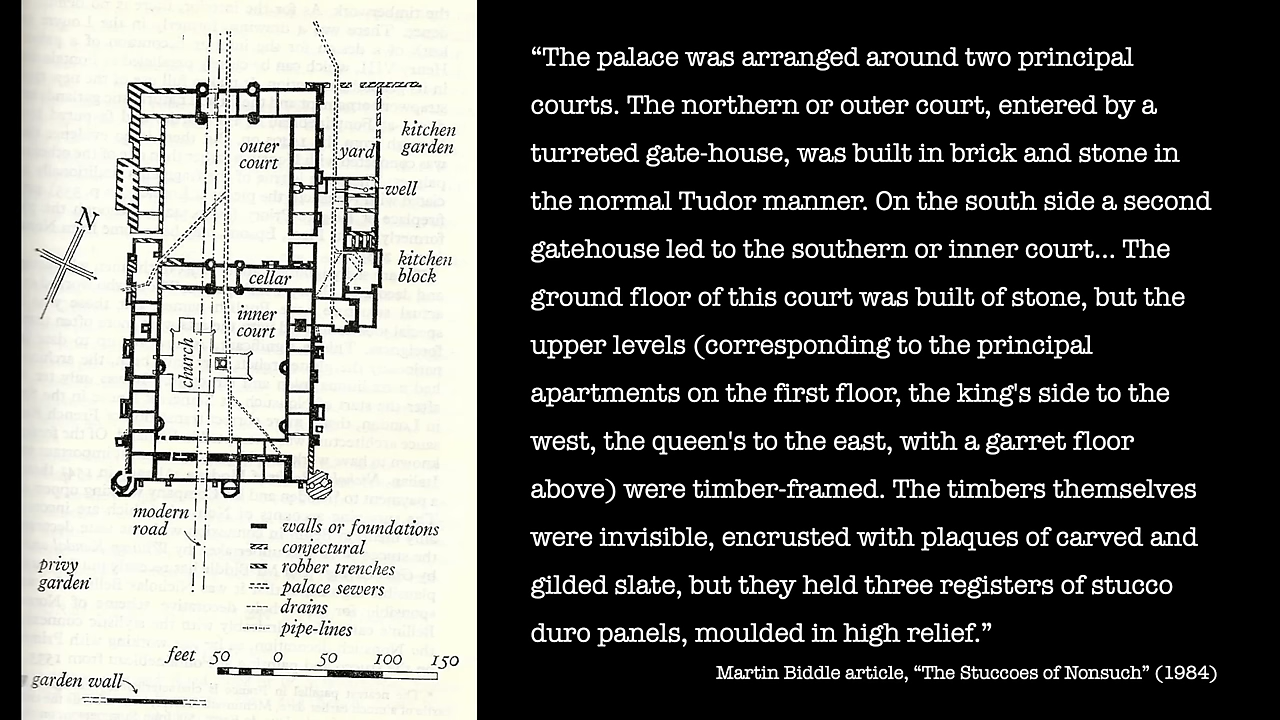 outer
court
yard
kitchen
garden
well
N
kitchen
block
cellar
inner
court
church
modern
road
walls or foundations
conjectural
robber trenches
palace sewers
drains
pipe-lines
privy
garden
feet 50 0 50 100 150
garden wall
“The palace was arranged around two principal
courts. The northern or outer court, entered by a
turreted gate-house, was built in brick and stone in
the normal Tudor manner. On the south side a second
gatehouse led to the southern or inner court... The
ground floor of this court was built of stone, but the
upper levels (corresponding to the principal
apartments on the first floor, the king's side to the
west, the queen's to the east, with a garret floor
above) were timber-framed. The timbers themselves
were invisible, encrusted with plaques of carved and
gilded slate, but they held three registers of stucco
duro panels, moulded in high relief.”
Martin Biddle article, “The Stuccoes of Nonsuch” (1984)